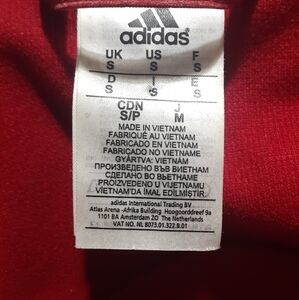 adidas
UK US F
S S S
D I E
S S S
CDN J
S/P M
MADE IN VIETNAM
FABRIQUÉ AU VIETNAM
FABRICADO EN VIETNAM
FABRICADO NO VIETNAME
GYÁRTVA: VIETNAM
ПРОИЗВЕДЕНО ВЪВ ВИЕТНАМ
СДЕЛАНО ВО ВЬЕТНАМЕ
PROIZVEDENO U VIJETNAMU
VIETNAM'DA İMAL EDİLMİŞTİR.
adidas International Trading BV
Atlas Arena -Afrika Building Hoogoorddreef 9a
1101 BA Amsterdam ZO The Netherlands
VAT NO. NL 8073.01.322.B.01